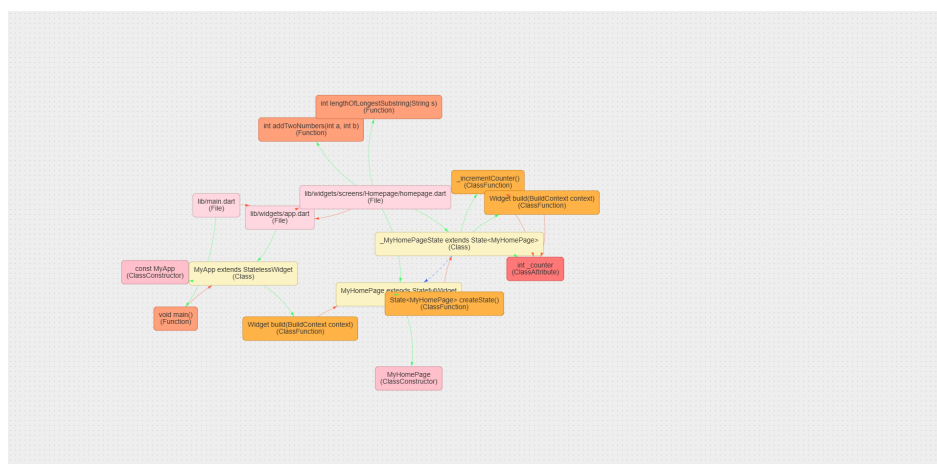 int lengthOfLongestSubstring(String s)
(Function)
int addTwoNumbers(int a, int b)
(Function)
_incrementCounter()
(ClassFunction)
lib/widgets/screens/Homepage/homepage.dart
(File)
Widget build(BuildContext context)
(ClassFunction)
lib/main.dart
(File)
lib/widgets/app.dart
(File)
_MyHomePageState extends State<MyHomePage>
(Class)
const MyApp
(ClassConstructor)
MyApp extends StatelessWidget
(Class)
int _counter
(ClassAttribute)
MyHomePage extends StatefulWidget
State<MyHomePage> createState()
(ClassFunction)
void main()
(Function)
Widget build(BuildContext context)
(ClassFunction)
MyHomePage
(ClassConstructor)